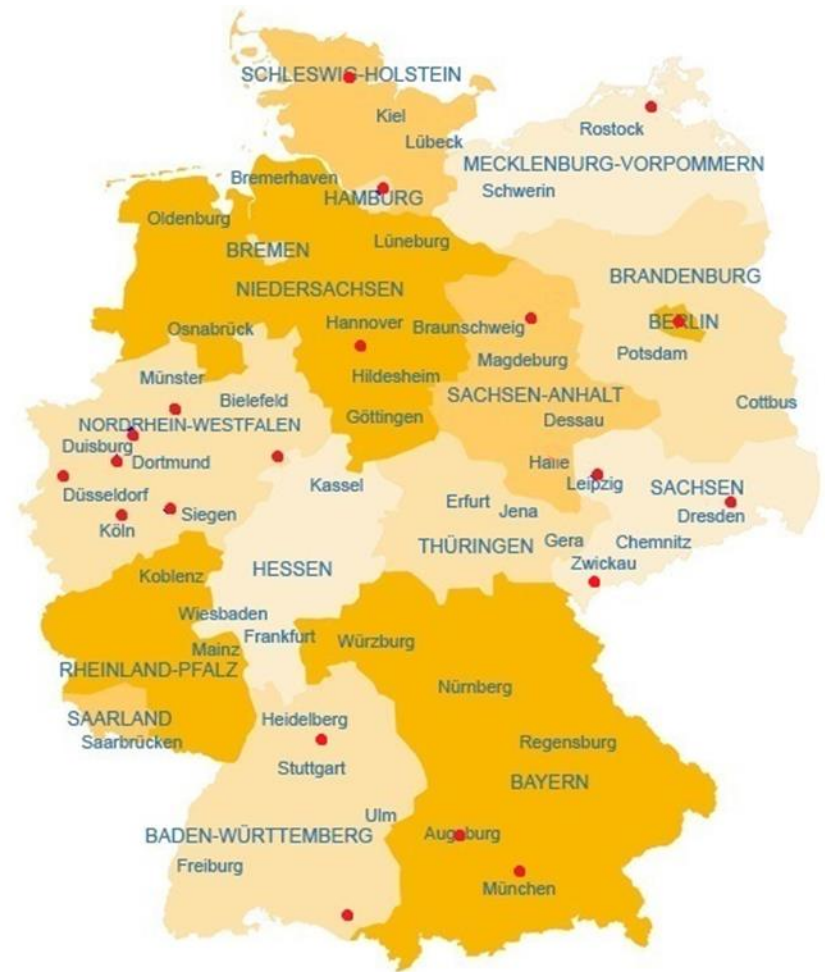 SCHLESWIG-HOLSTEIN
Kiel
Rostock
Lübeck
MECKLENBURG-VORPOMMERN
Bremerhaven
Schwerin
HAMBURG
Oldenburg
Lüneburg
BREMEN
BRANDENBURG
NIEDERSACHSEN
Hannover
BERLIN
Osnabrück
Braunschweig
Potsdam
Magdeburg
Münster
Hildesheim
SACHSEN-ANHALT
Bielefeld
Cottbus
Göttingen
Dessau
NORDRHEIN-WESTFALEN
Duisburg
Dortmund
Halle
Kassel
Leipzig
SACHSEN
Düsseldorf
Erfurt
Siegen
Jena
Dresden
Köln
THÜRINGEN
Gera
Chemnitz
Zwickau
HESSEN
Koblenz
Wiesbaden
Frankfurt
Würzburg
Mainz
RHEINLAND-PFALZ
Nürnberg
SAARLAND
Heidelberg
Saarbrücken
Regensburg
Stuttgart
BAYERN
Ulm
BADEN-WÜRTTEMBERG
Augsburg
Freiburg
München